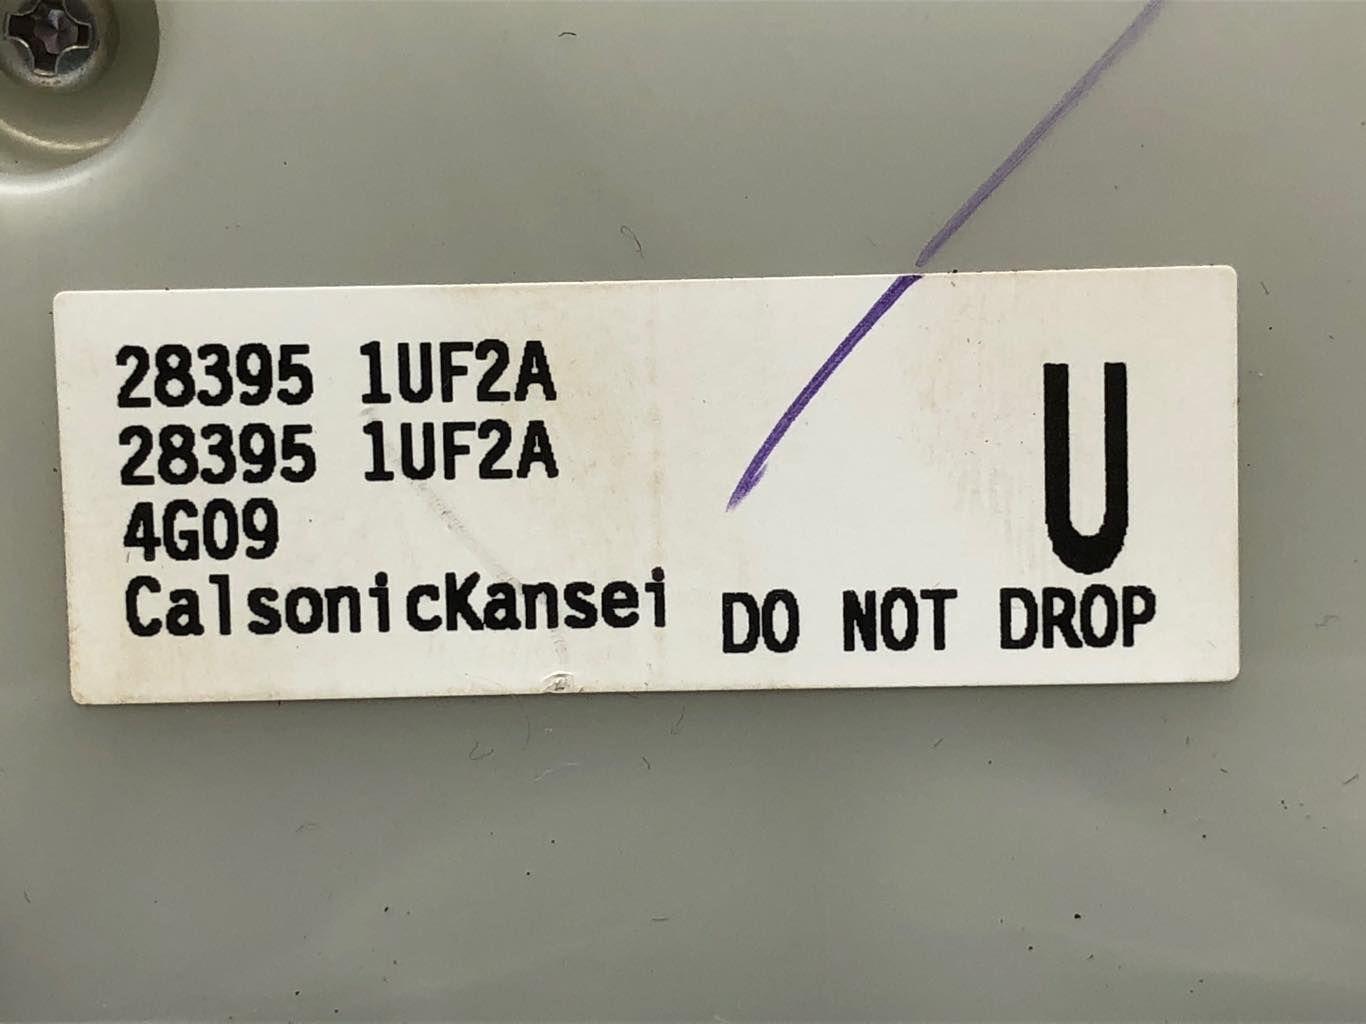 28395 1UF2A
28395 1UF2A
4G09
CalsonicKansei
U
DO NOT DROP